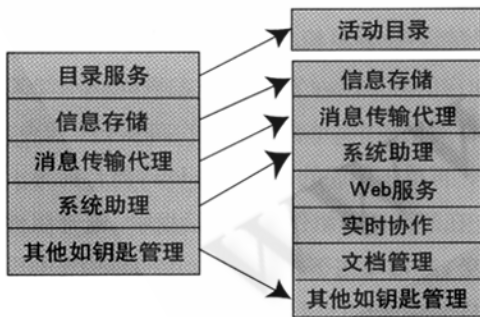 目录服务
信息存储
消息传输代理
系统助理
其他如钥匙管理
活动目录
信息存储
消息传输代理
系统助理
Web服务
实时协作
文档管理
其他如钥匙管理